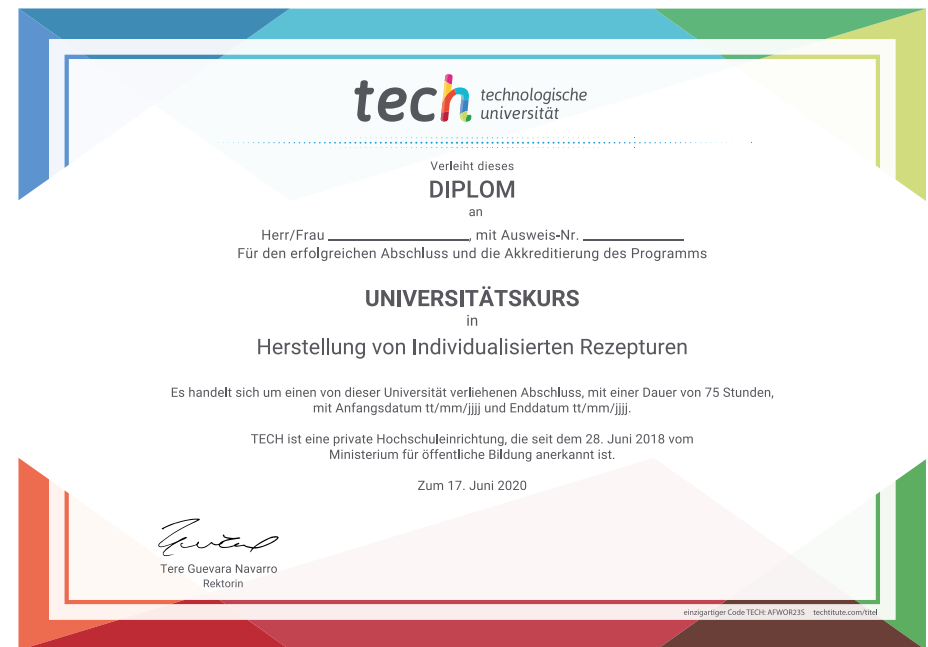 tech technologische
universität
Verleiht dieses
DIPLOM
an
Herr/Frau ____________________, mit Ausweis-Nr. ______________
Für den erfolgreichen Abschluss und die Akkreditierung des Programms
UNIVERSITÄTSKURS
in
Herstellung von Individualisierten Rezepturen
Es handelt sich um einen von dieser Universität verliehenen Abschluss, mit einer Dauer von 75 Stunden,
mit Anfangsdatum tt/mm/jjjj und Enddatum tt/mm/jjjj.
TECH ist eine private Hochschuleinrichtung, die seit dem 28. Juni 2018 vom
Ministerium für öffentliche Bildung anerkannt ist.
Zum 17. Juni 2020
Tere Guevara Navarro
Rektorin
einzigartiger Code TECH: AFWOR23S techtitute.com/titel